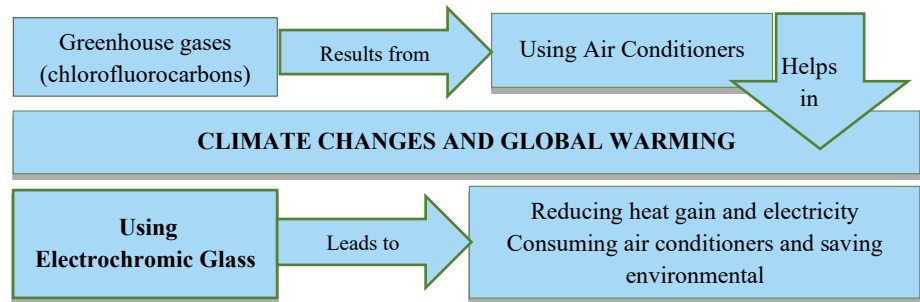 Greenhouse gases
(chlorofluorocarbons)
Results from
Using Air Conditioners
Helps
in
CLIMATE CHANGES AND GLOBAL WARMING
Using
Electrochromic Glass
Leads to
Reducing heat gain and electricity
Consuming air conditioners and saving
environmental